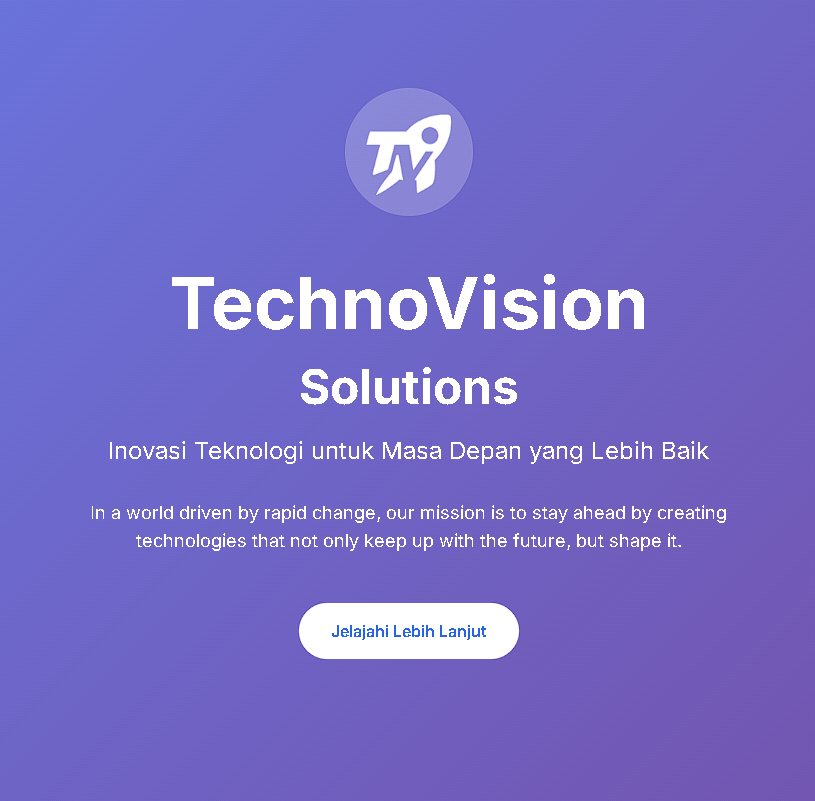 TV
TechnoVision
Solutions
Inovasi Teknologi untuk Masa Depan yang Lebih Baik
In a world driven by rapid change, our mission is to stay ahead by creating
technologies that not only keep up with the future, but shape it.
Jelajahi Lebih Lanjut